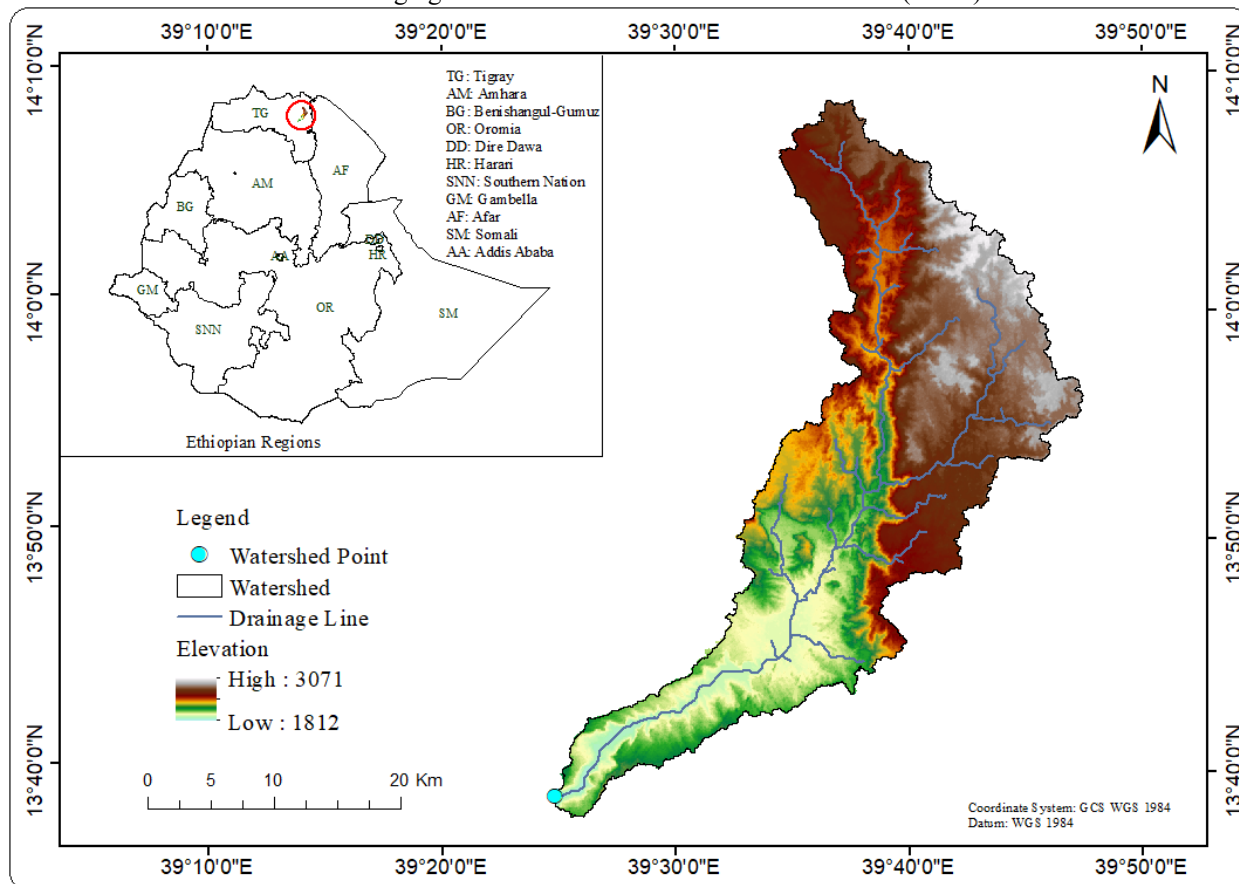 39°10'0"E 39°20'0"E 39°30'0"E 39°40'0"E 39°50'0"E
14°10'0"N
14°0'0"N
13°50'0"N
13°40'0"N
TG: Tigray
AM: Amhara
BG: Benishangul-Gumuz
OR: Oromia
DD: Dire Dawa
HR: Harari
SNN: Southern Nation
GM: Gambella
AF: Afar
SM: Somali
AA: Addis Ababa
TG
AF
AM
BG
DD
HR
AA
GM
OR
SM
SNN
Ethiopian Regions
N
Legend
Watershed Point
Watershed
Drainage Line
Elevation
High : 3071
Low : 1812
0 5 10 20 Km
Coordinate System: GCS WGS 1984
Datum: WGS 1984
14°10'0"N
14°0'0"N
13°50'0"N
13°40'0"N
39°10'0"E 39°20'0"E 39°30'0"E 39°40'0"E 39°50'0"E